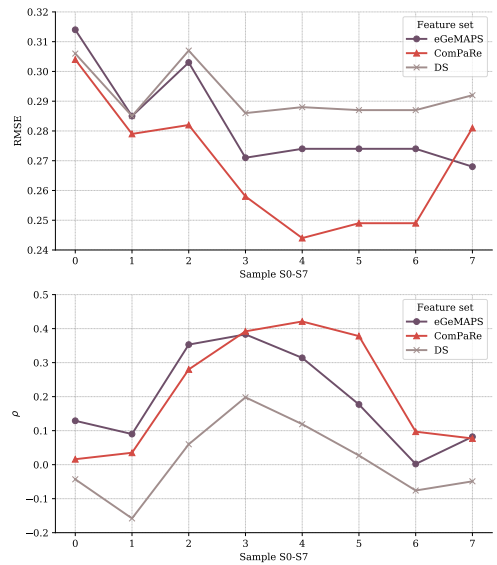 0.32
0.31
0.30
0.29
0.28
0.27
0.26
0.25
0.24
RMSE
Feature set
eGeMAPS
ComPaRe
DS
0 1 2 3 4 5 6 7
Sample S0-S7
0.5
0.4
0.3
0.2
0.1
0.0
−0.1
−0.2
ρ
Feature set
eGeMAPS
ComPaRe
DS
0 1 2 3 4 5 6 7
Sample S0-S7